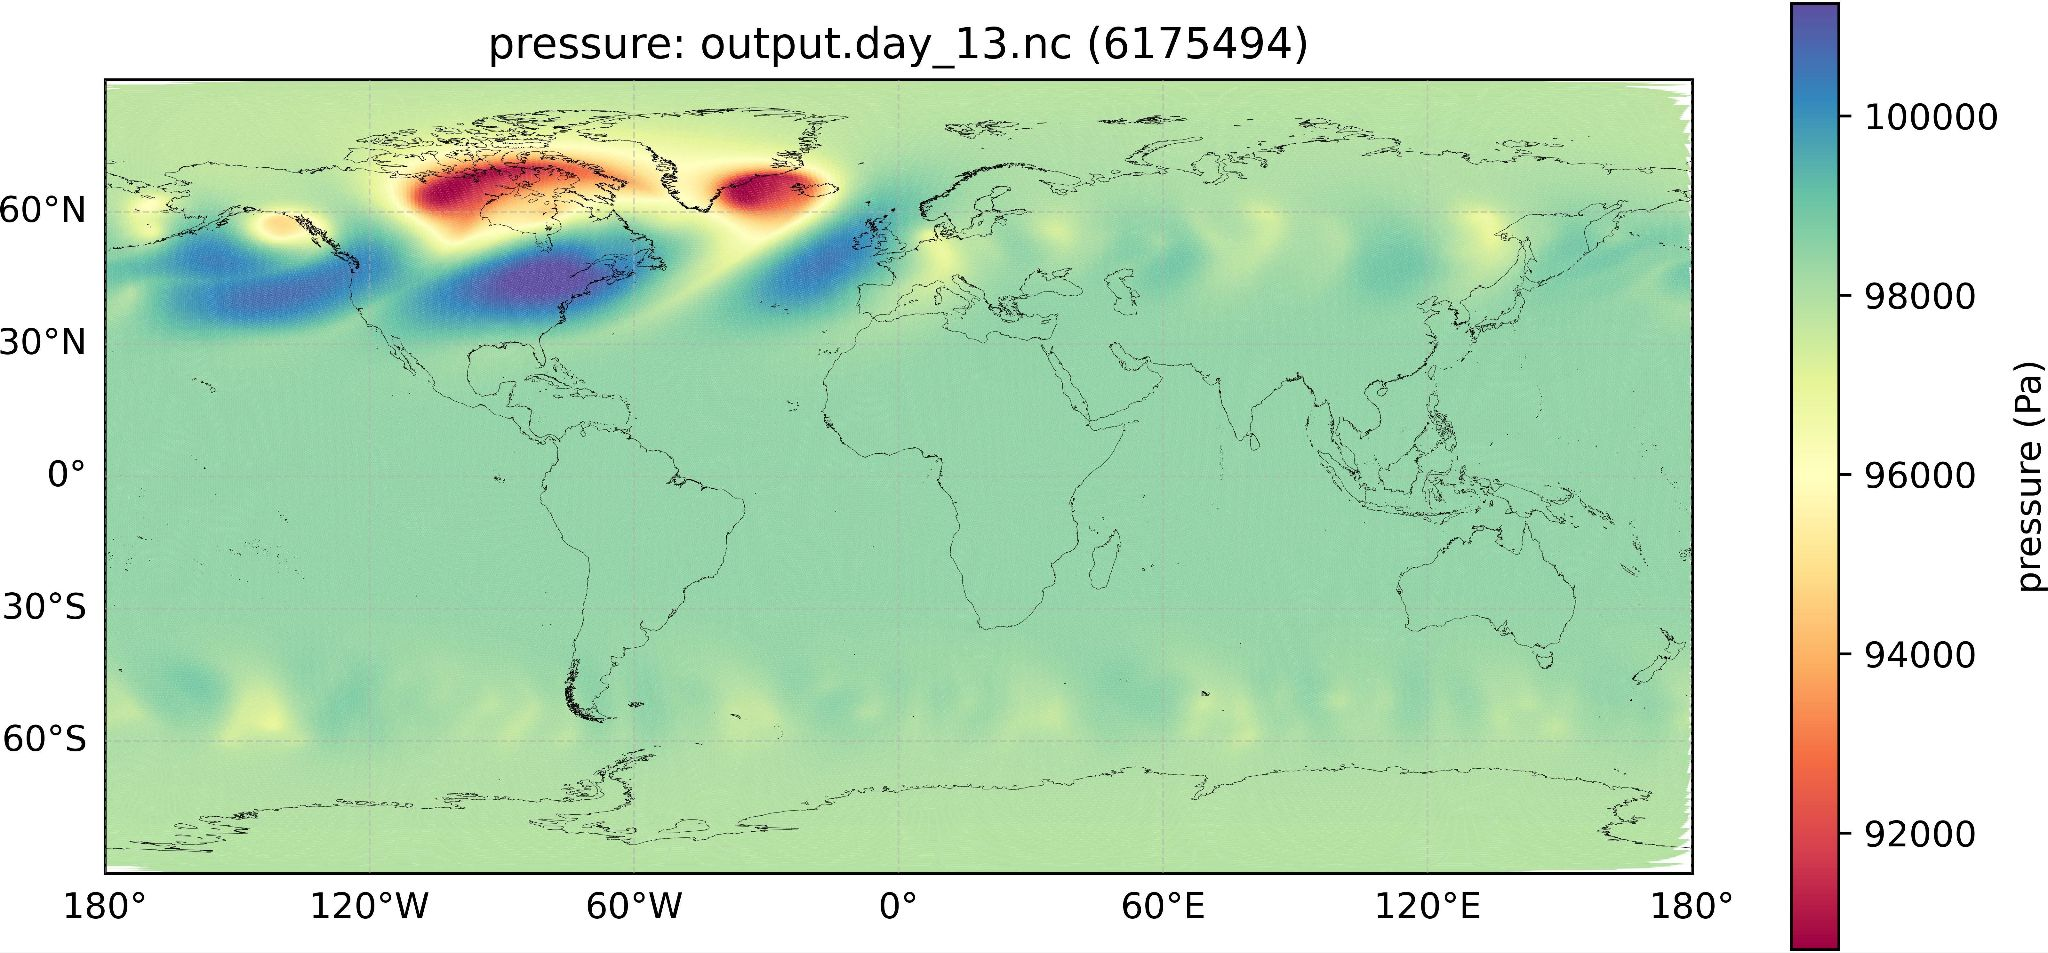 pressure: output.day_13.nc (6175494)
60°N
30°N
0°
30°S
60°S
180°
120°W
60°W
0°
60°E
120°E
180°
100000
98000
96000
94000
92000
pressure (Pa)